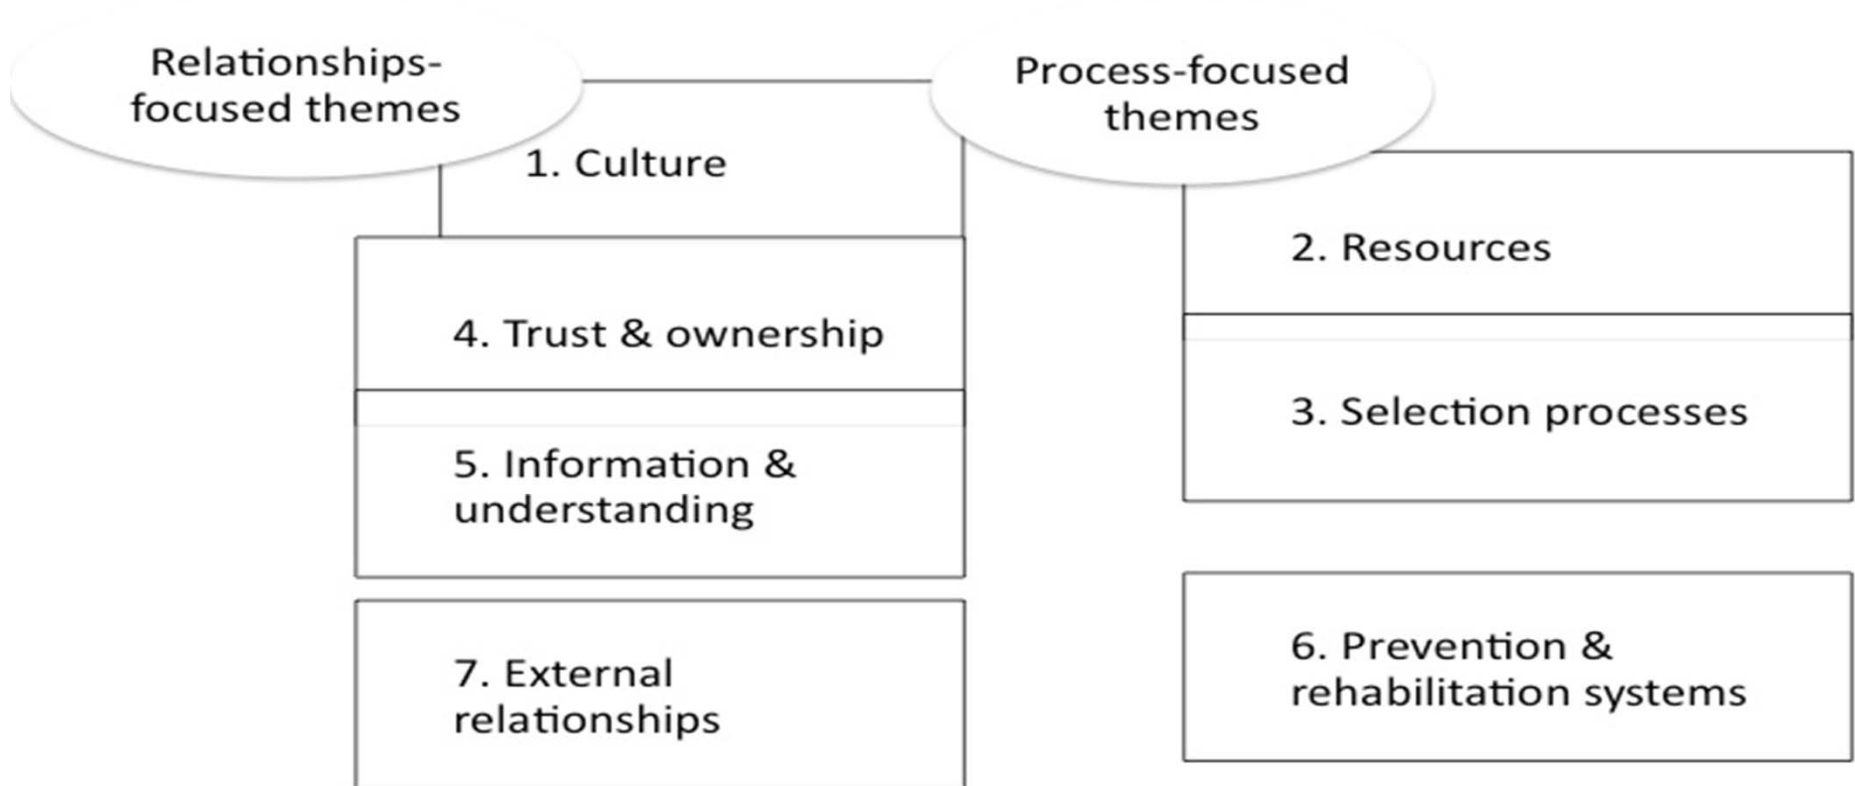 Relationships-
focused themes
1. Culture
4. Trust & ownership
5. Information &
understanding
7. External
relationships
Process-focused
themes
2. Resources
3. Selection processes
6. Prevention &
rehabilitation systems